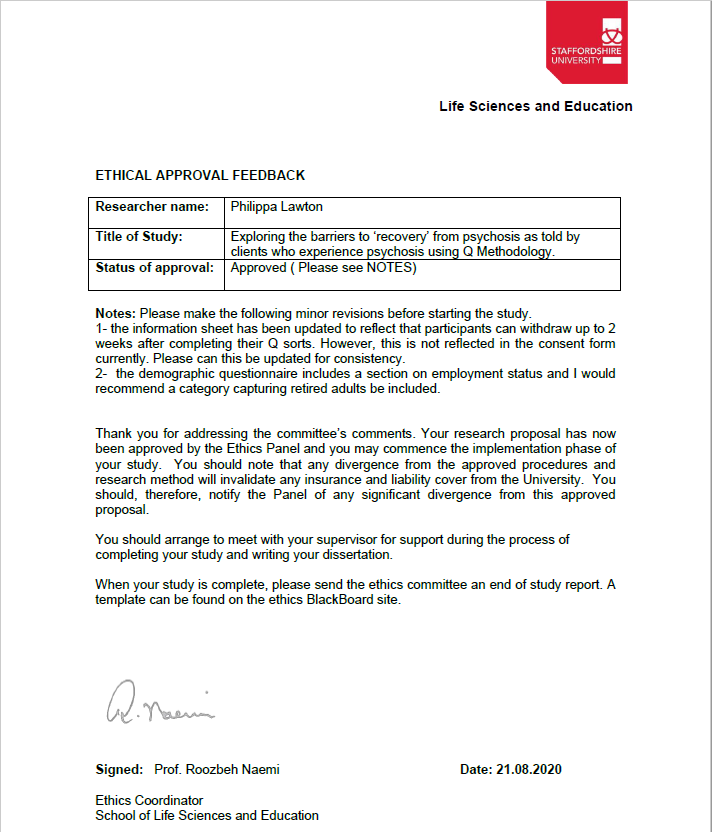 STAFFORDSHIRE
UNIVERSITY
Life Sciences and Education
ETHICAL APPROVAL FEEDBACK
Researcher name: Philippa Lawton
Title of Study: Exploring the barriers to ‘recovery’ from psychosis as told by
clients who experience psychosis using Q Methodology.
Status of approval: Approved ( Please see NOTES)
Notes: Please make the following minor revisions before starting the study.
1- the information sheet has been updated to reflect that participants can withdraw up to 2
weeks after completing their Q sorts. However, this is not reflected in the consent form
currently. Please can this be updated for consistency.
2- the demographic questionnaire includes a section on employment status and I would
recommend a category capturing retired adults be included.
Thank you for addressing the committee’s comments. Your research proposal has now
been approved by the Ethics Panel and you may commence the implementation phase of
your study. You should note that any divergence from the approved procedures and
research method will invalidate any insurance and liability cover from the University. You
should, therefore, notify the Panel of any significant divergence from this approved
proposal.
You should arrange to meet with your supervisor for support during the process of
completing your study and writing your dissertation.
When your study is complete, please send the ethics committee an end of study report. A
template can be found on the ethics BlackBoard site.
R. Naemi
Signed: Prof. Roozbeh Naemi Date: 21.08.2020
Ethics Coordinator
School of Life Sciences and Education